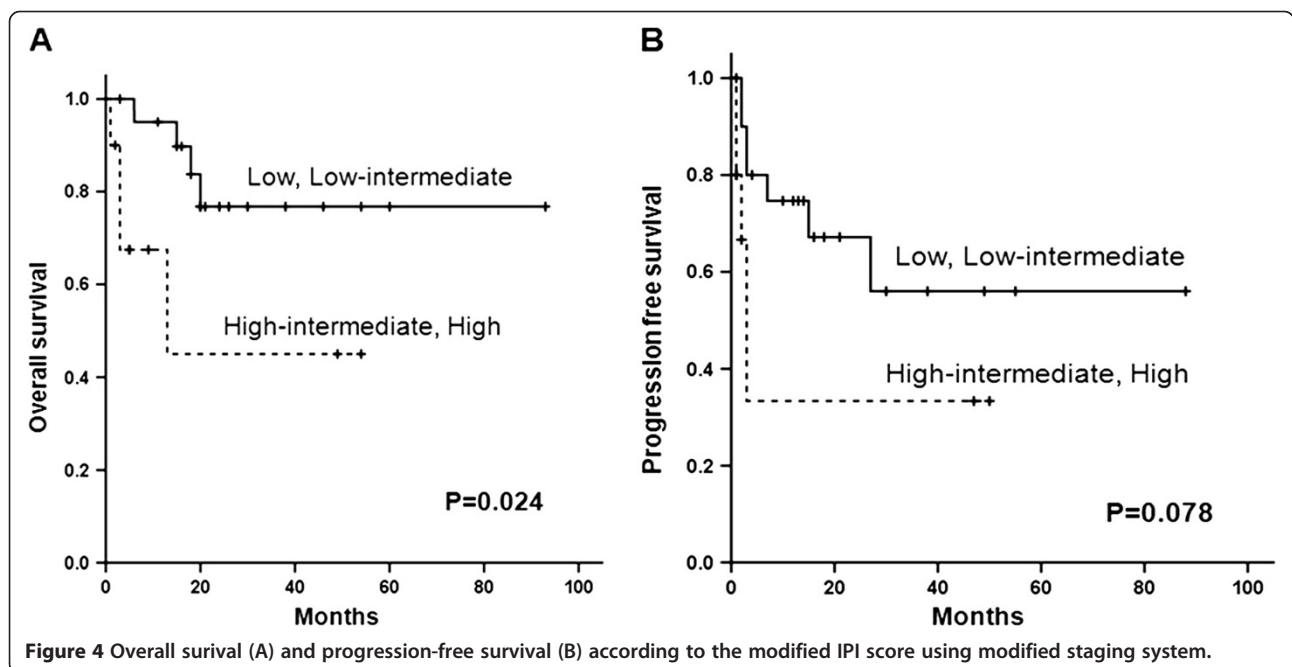 A
Overall survival
1.0
0.8
0.6
0.4
0.2
0.0
Low, Low-intermediate
High-intermediate, High
P=0.024
0 20 40 60 80 100
Months
B
Progression free survival
1.0
0.8
0.6
0.4
0.2
0.0
Low, Low-intermediate
High-intermediate, High
P=0.078
0 20 40 60 80 100
Months
Figure 4 Overall surival (A) and progression-free survival (B) according to the modified IPI score using modified staging system.